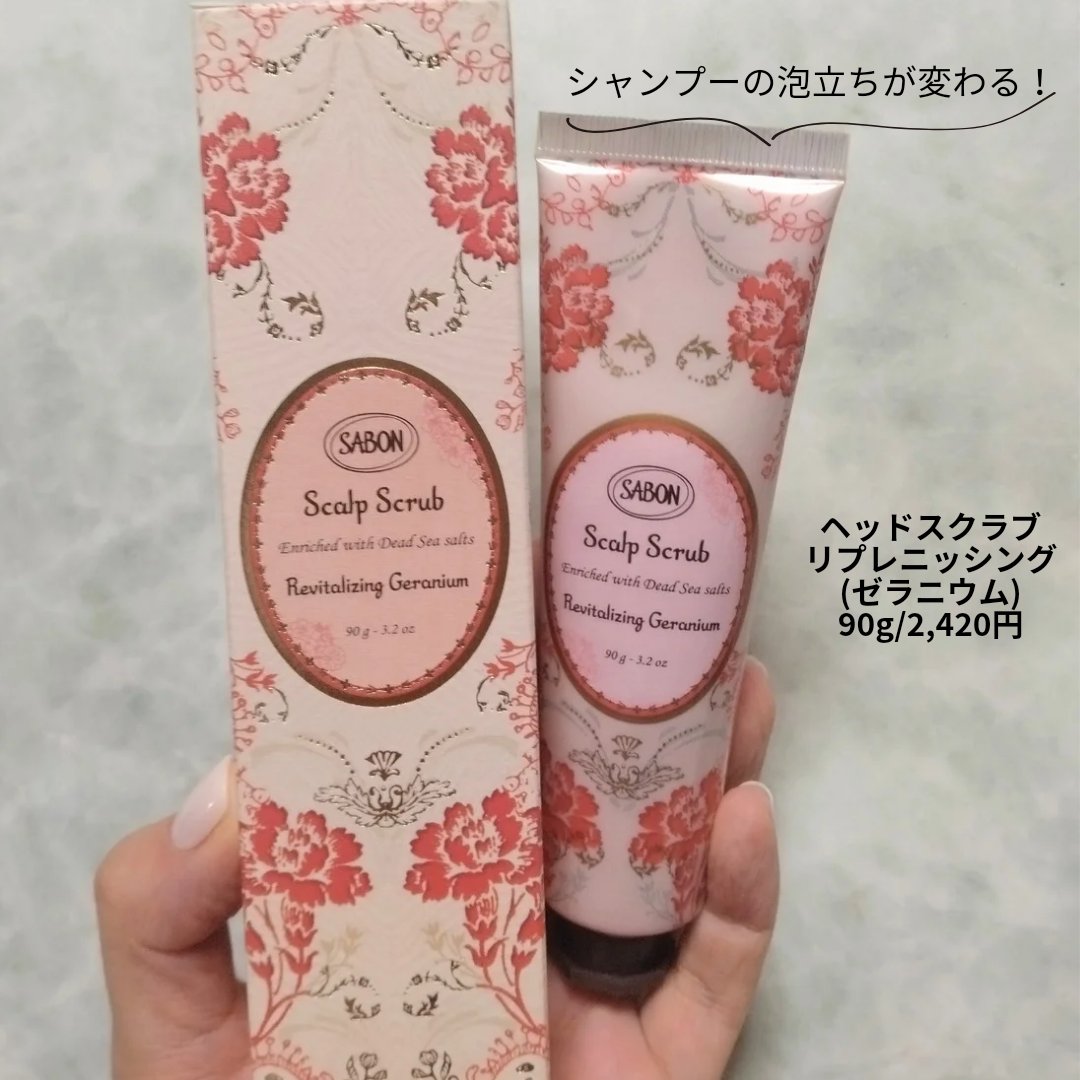 シャンプーの泡立ちが変わる！
SABON
Scalp Scrub
Enriched with Dead Sea salts
Revitalizing Geranium
90 g - 3.2 oz
SABON
Scalp Scrub
Enriched with Dead Sea salts
Revitalizing Geranium
90 g - 3.2 oz
ヘッドスクラブ
リプレニッシング
(ゼラニウム)
90g/2,420円